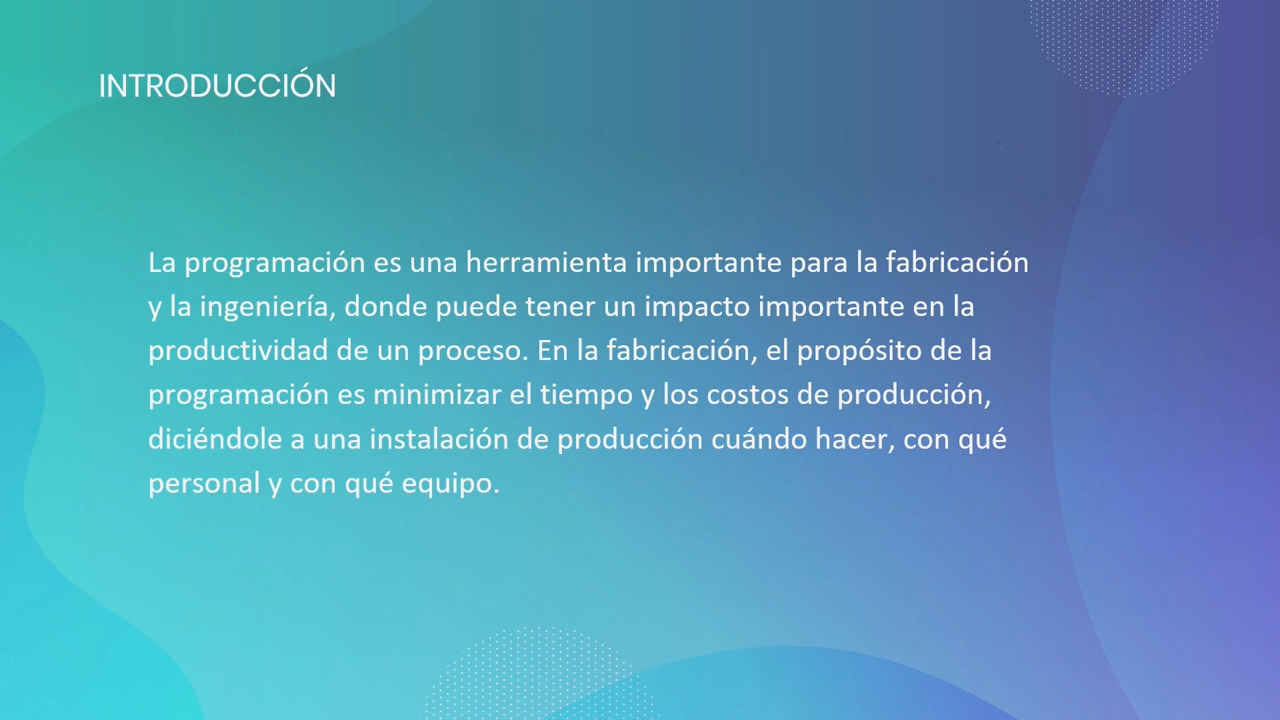 INTRODUCCIÓN
La programación es una herramienta importante para la fabricación
y la ingeniería, donde puede tener un impacto importante en la
productividad de un proceso. En la fabricación, el propósito de la
programación es minimizar el tiempo y los costos de producción,
diciéndole a una instalación de producción cuándo hacer, con qué
personal y con qué equipo.